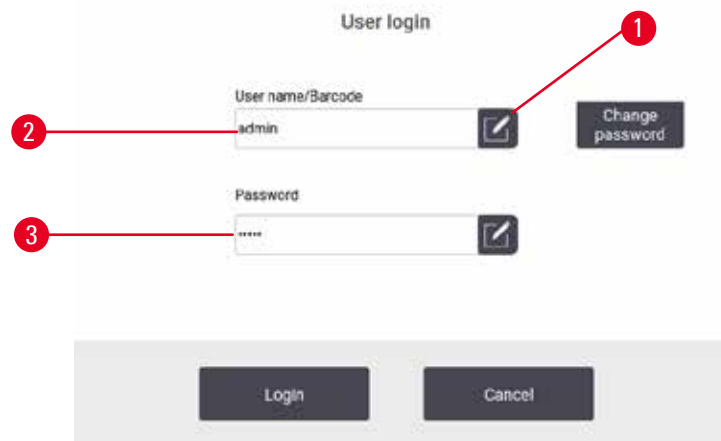 User login
1
User name/Barcode
2
admin
Change
password
Password
3
•••••
Login
Cancel